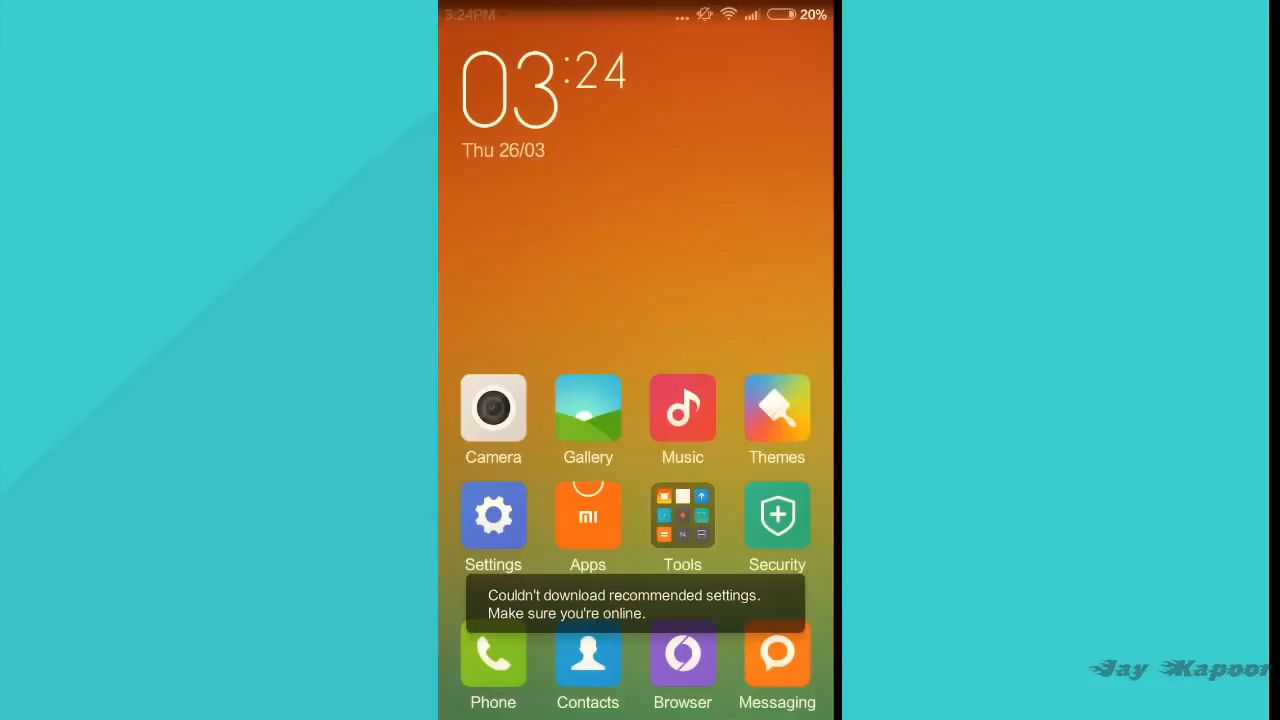 3:24PM
... 20%
03:24
Thu 26/03
Camera Gallery Music Themes
mi
N
Settings Apps Tools Security
Couldn't download recommended settings.
Make sure you're online.
Phone Contacts Browser Messaging
Jay Kapoor